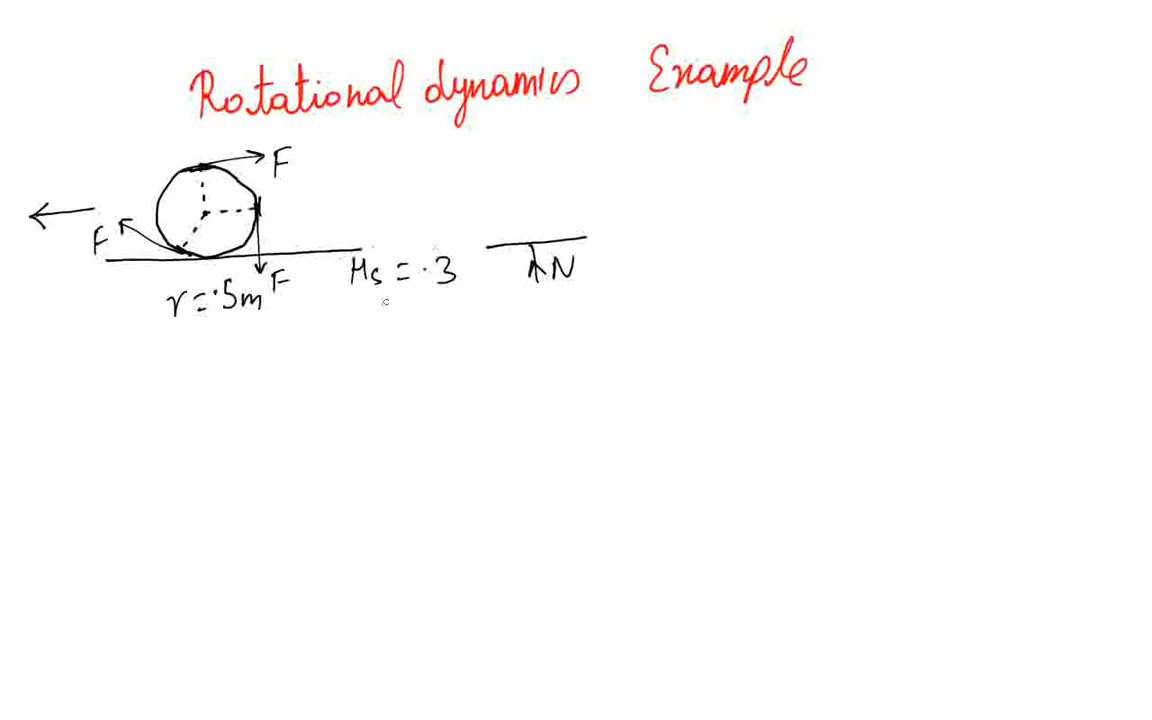 Rotational dynamics Example
F
F
F
r = .5m
μs = .3
N